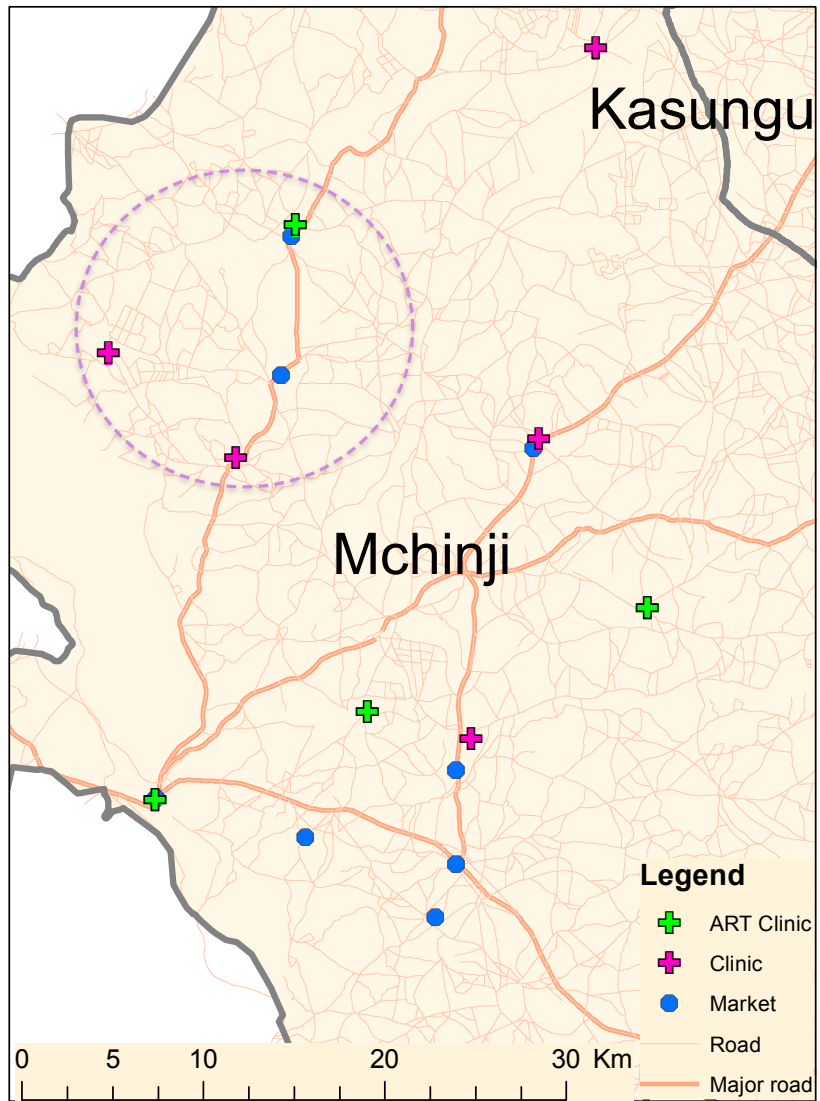 Kasungu
Mchinji
Legend
ART Clinic
Clinic
Market
Road
Major road
0 5 10 20 30 Km